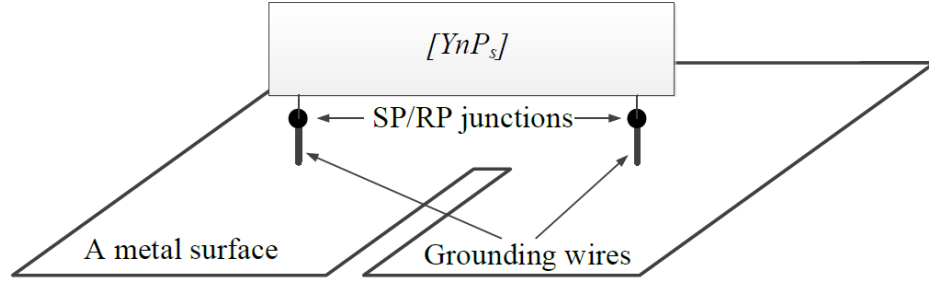 [YnPs]
SP/RP junctions
A metal surface
Grounding wires